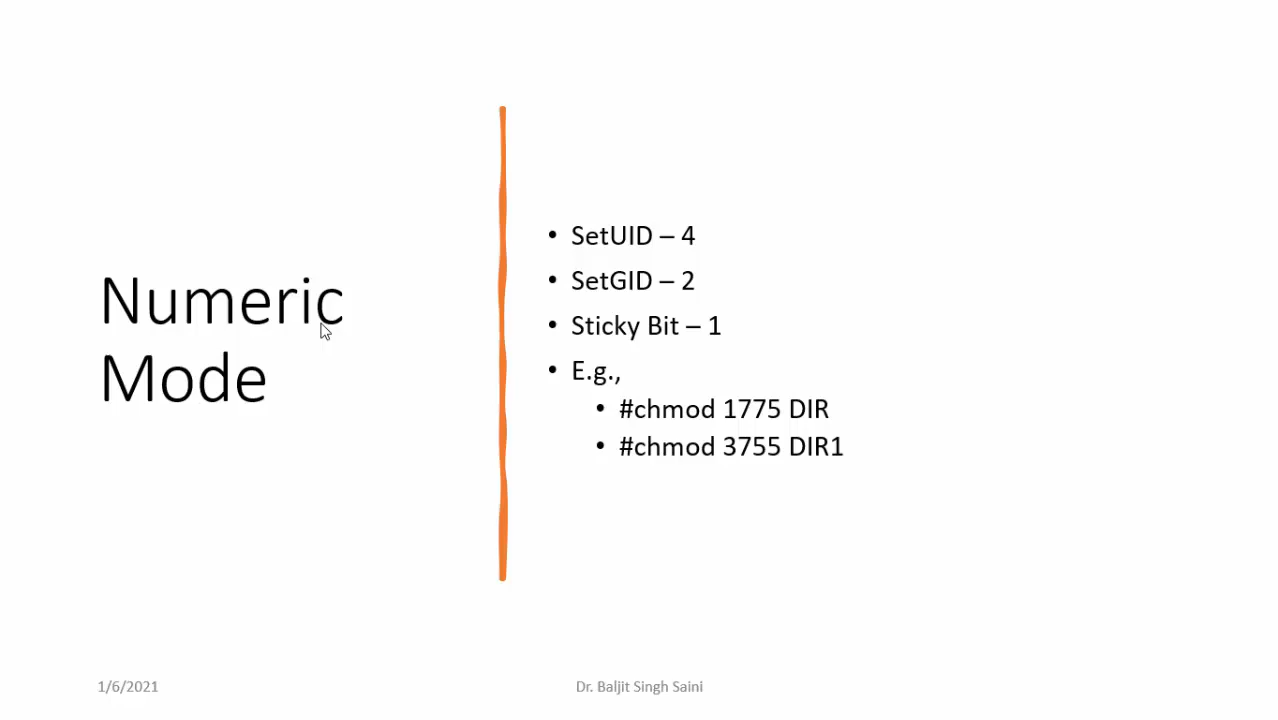 Numeric
Mode
• SetUID – 4
• SetGID – 2
• Sticky Bit – 1
• E.g.,
• #chmod 1775 DIR
• #chmod 3755 DIR1
1/6/2021
Dr. Baljit Singh Saini